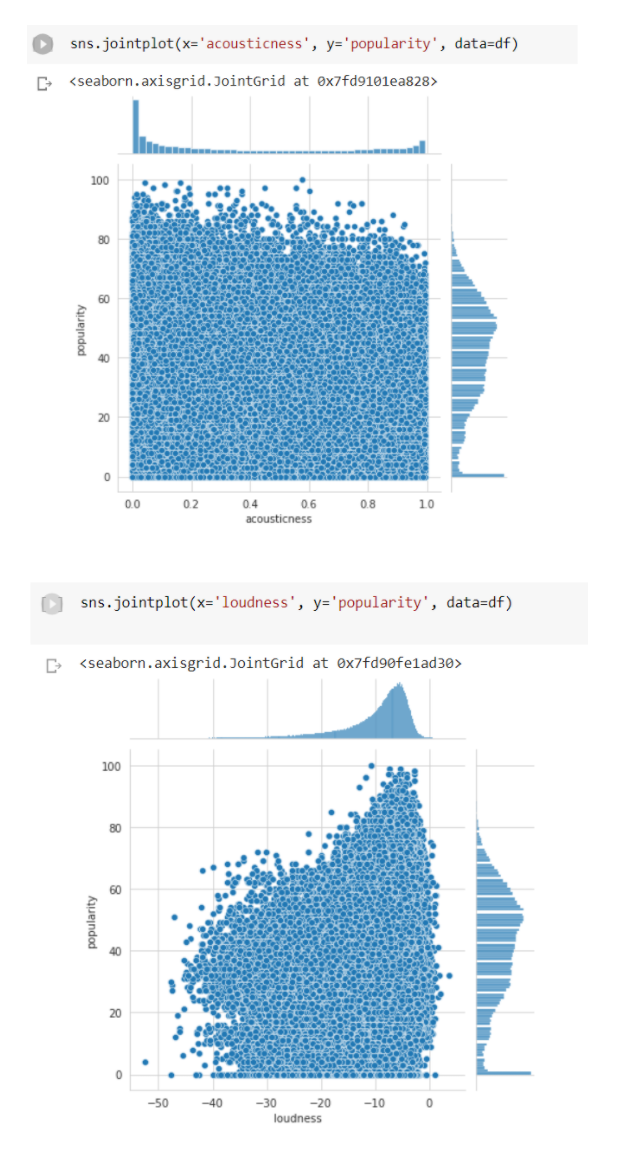 sns.jointplot(x='acousticness', y='popularity', data=df)
<seaborn.axisgrid.JointGrid at 0x7fd9101ea828>
100
80
60
40
20
0
popularity
0.0 0.2 0.4 0.6 0.8 1.0
acousticness
sns.jointplot(x='loudness', y='popularity', data=df)
<seaborn.axisgrid.JointGrid at 0x7fd90fe1ad30>
100
80
60
40
20
0
popularity
−50 −40 −30 −20 −10 0
loudness